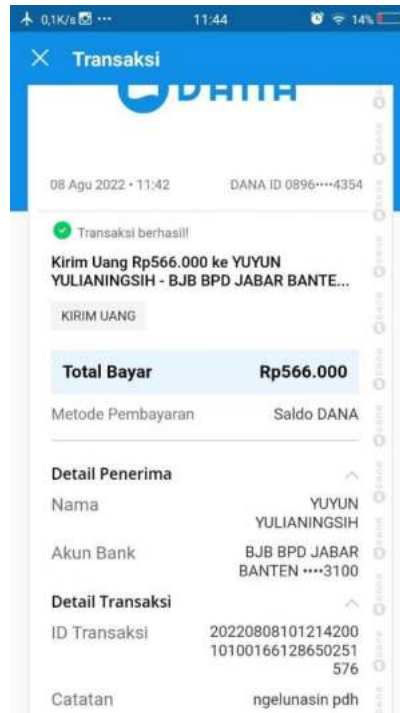 0,1K/s ... 11:44 14%
Transaksi
DANA
08 Agu 2022 • 11:42 DANA ID 0896••••4354
Transaksi berhasil!
Kirim Uang Rp566.000 ke YUYUN
YULIANINGSIH - BJB BPD JABAR BANTE...
KIRIM UANG
Total Bayar Rp566.000
Metode Pembayaran Saldo DANA
Detail Penerima
Nama YUYUN
YULIANINGSIH
Akun Bank BJB BPD JABAR
BANTEN ••••3100
Detail Transaksi
ID Transaksi 20220808101214200
10100166128650251
576
Catatan ngelunasin pdh